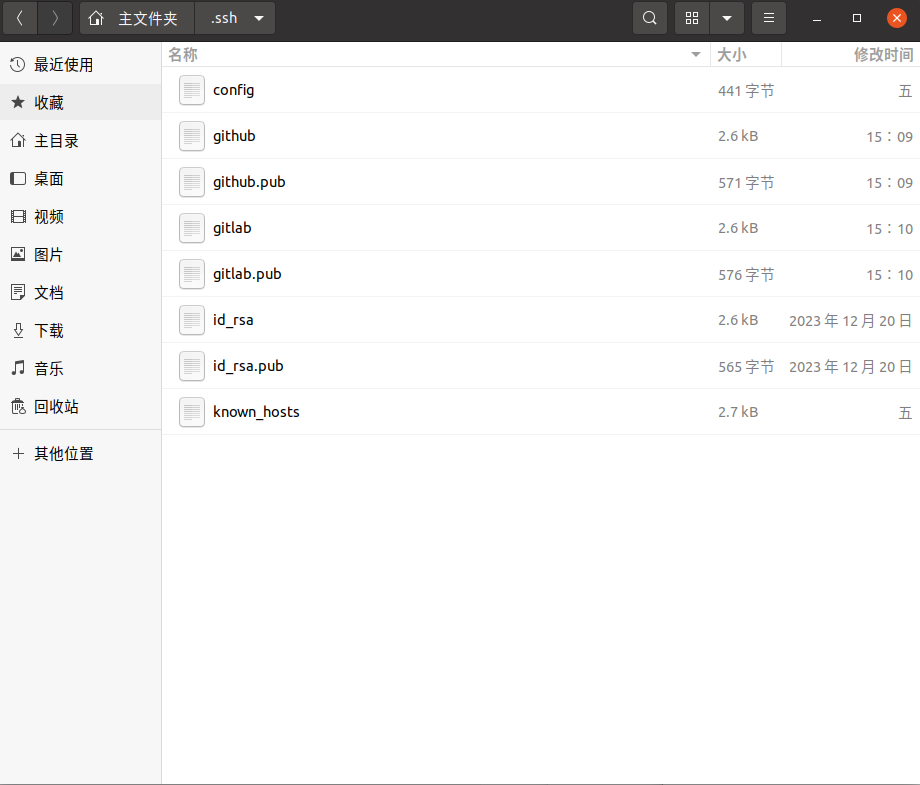 主文件夹 .ssh
名称 大小 修改时间
最近使用
收藏
主目录
桌面
视频
图片
文档
下载
音乐
回收站
其他位置
config 441 字节 五
github 2.6 kB 15：09
github.pub 571 字节 15：09
gitlab 2.6 kB 15：10
gitlab.pub 576 字节 15：10
id_rsa 2.6 kB 2023 年 12 月 20 日
id_rsa.pub 565 字节 2023 年 12 月 20 日
known_hosts 2.7 kB 五